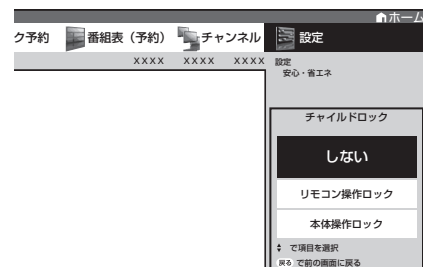 ホーム
ク予約 番組表(予約) チャンネル 設定
XXXX XXXX XXXX
設定
安心・省エネ
チャイルドロック
しない
リモコン操作ロック
本体操作ロック
で項目を選択
戻る で前の画面に戻る